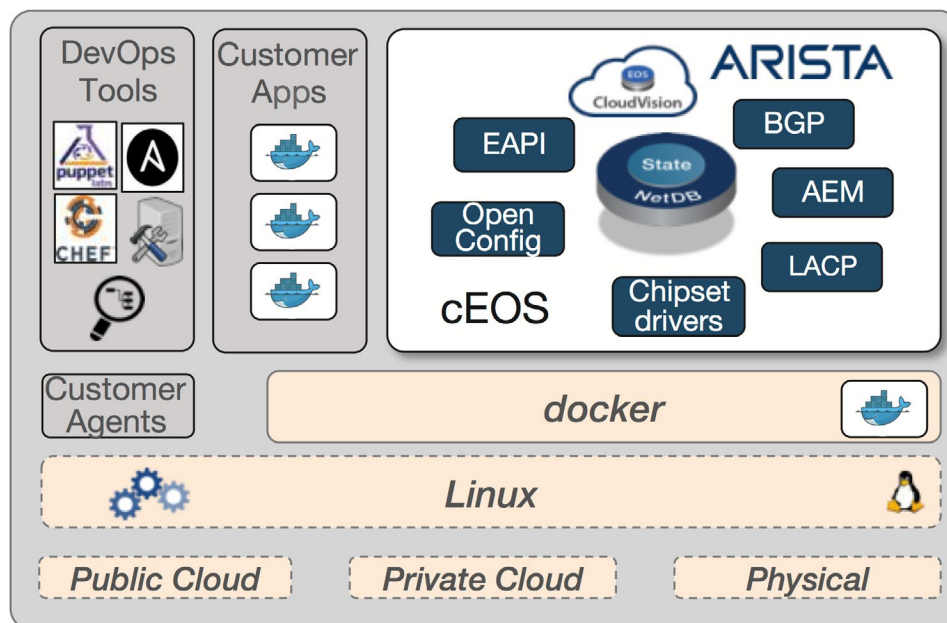 DevOps
Tools
puppet
labs
CHEF
Customer
Apps
EOS
CloudVision
ARISTA
EAPI
BGP
State
NetDB
AEM
Open
Config
LACP
cEOS
Chipset
drivers
Customer
Agents
docker
Linux
Public Cloud
Private Cloud
Physical